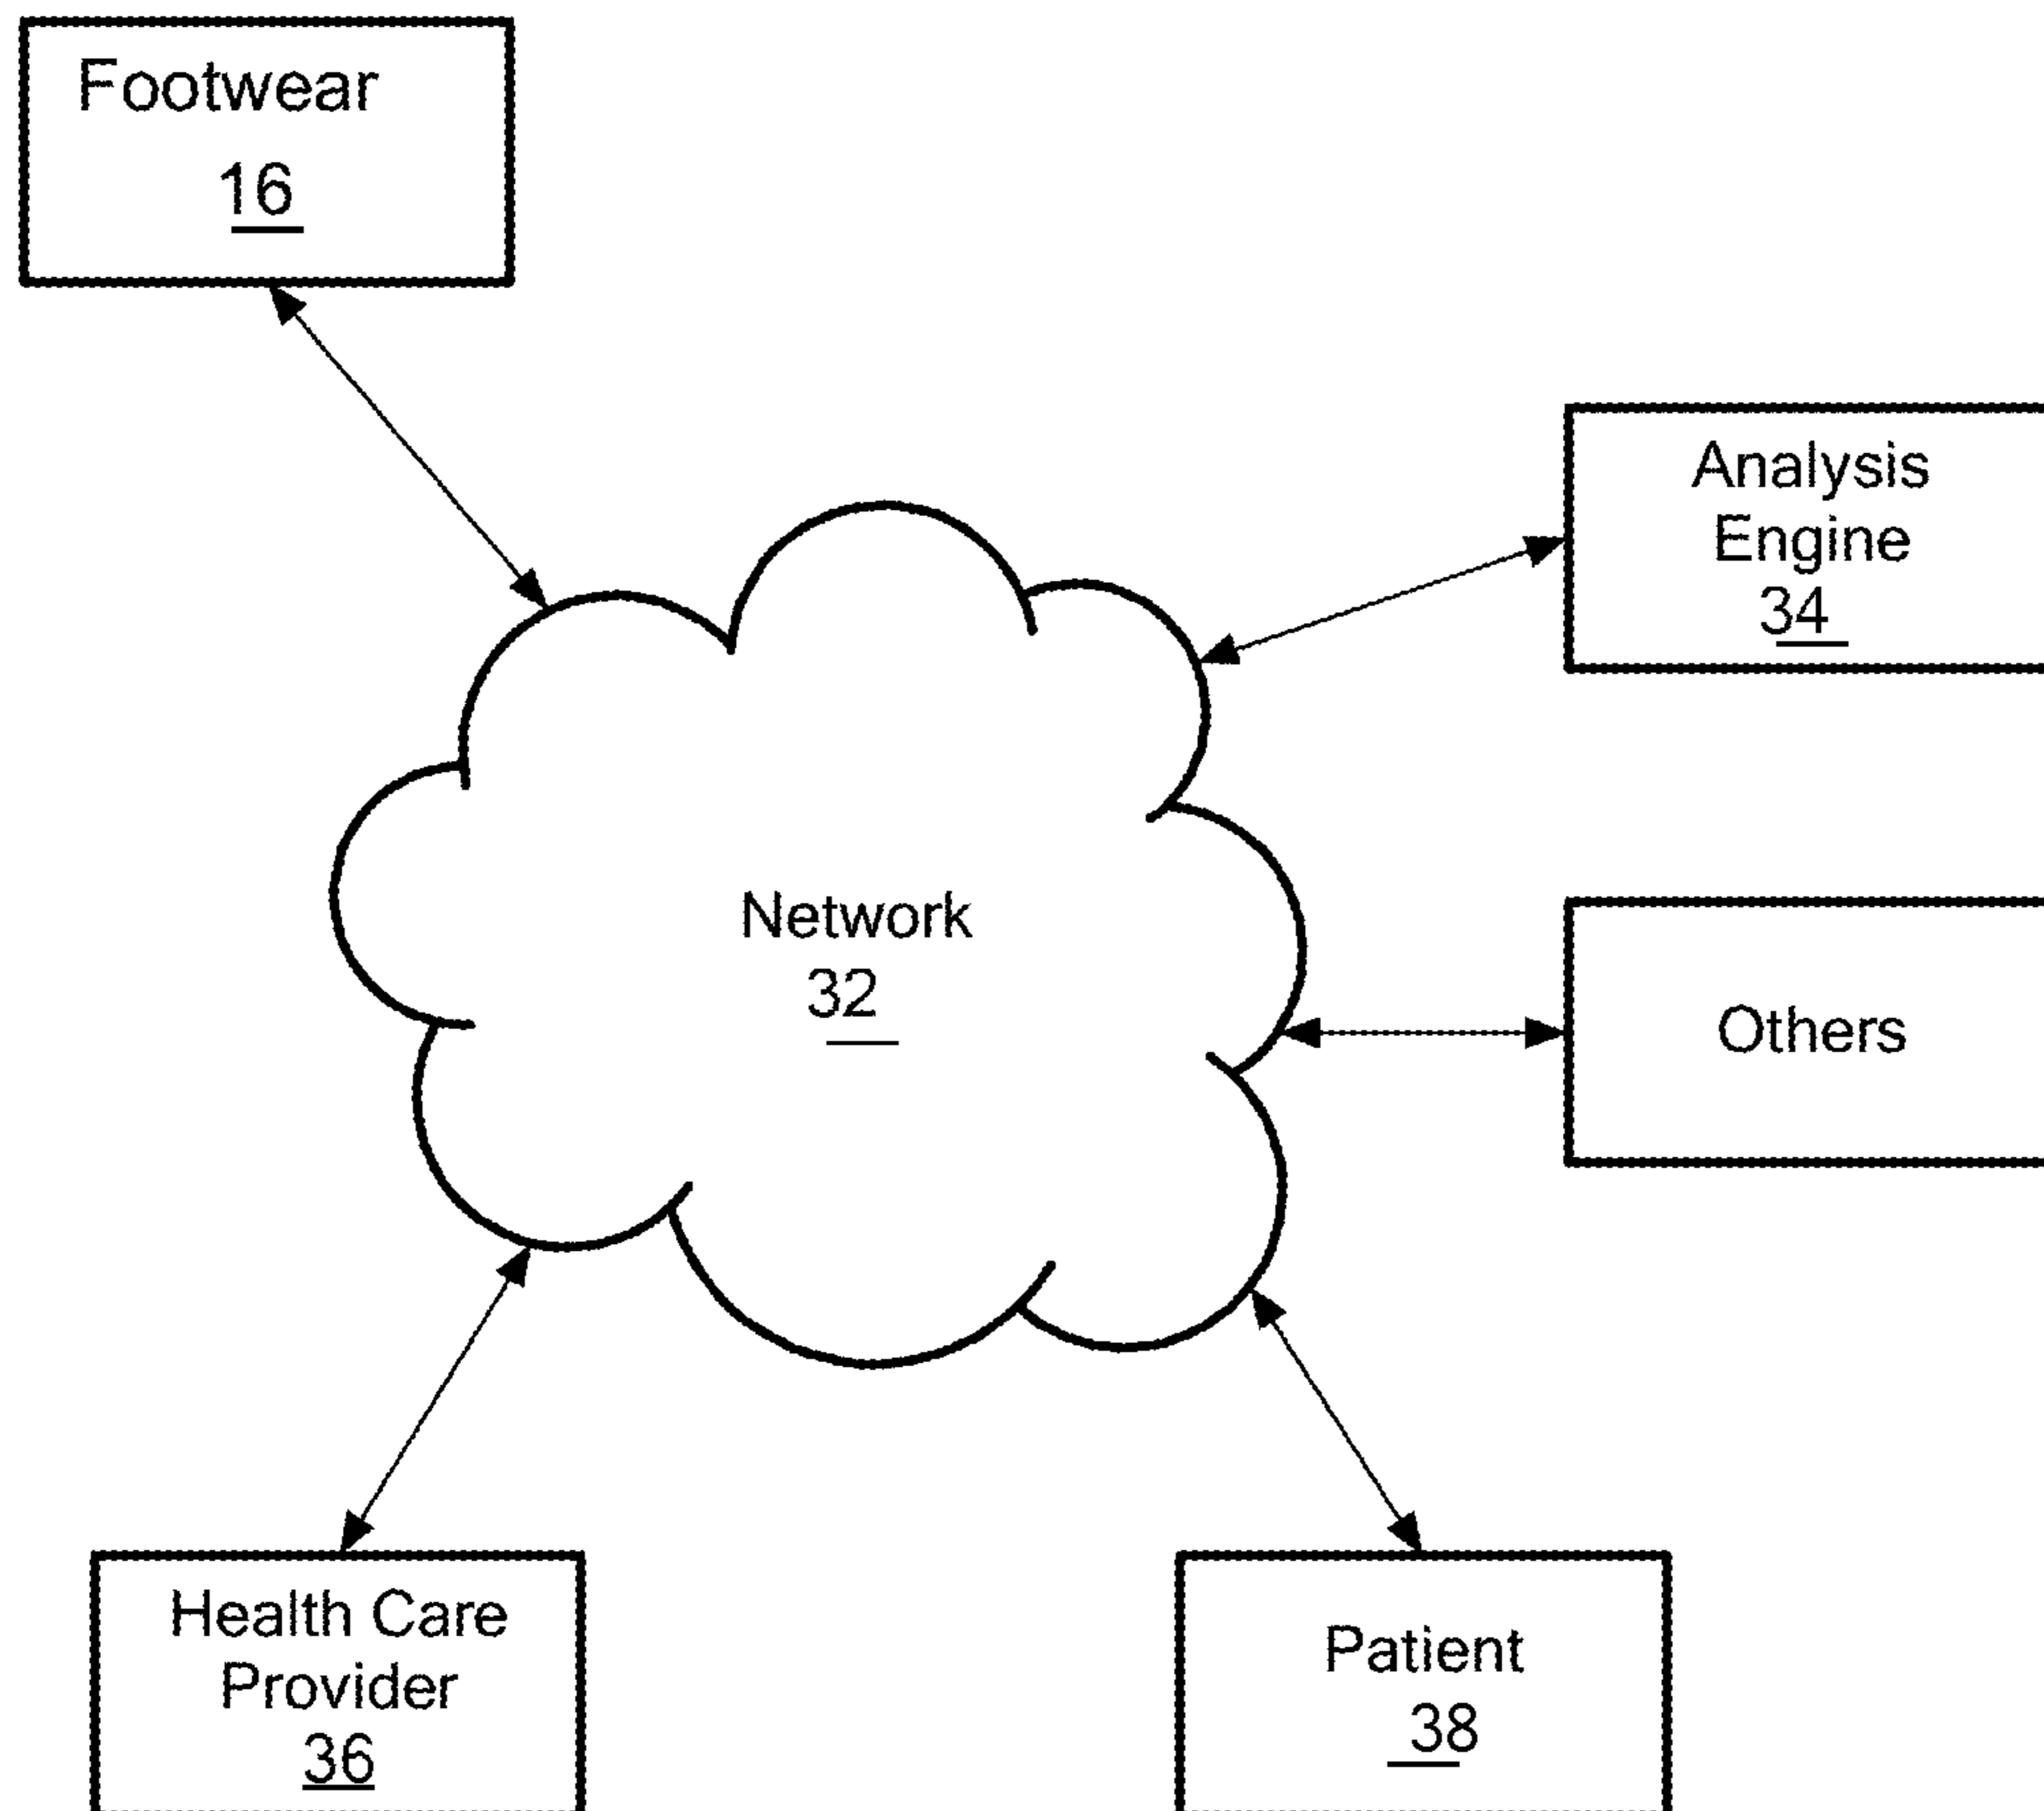 Footwear
16
Analysis
Engine
34
Network
32
Others
Health Care
Provider
36
Patient
38